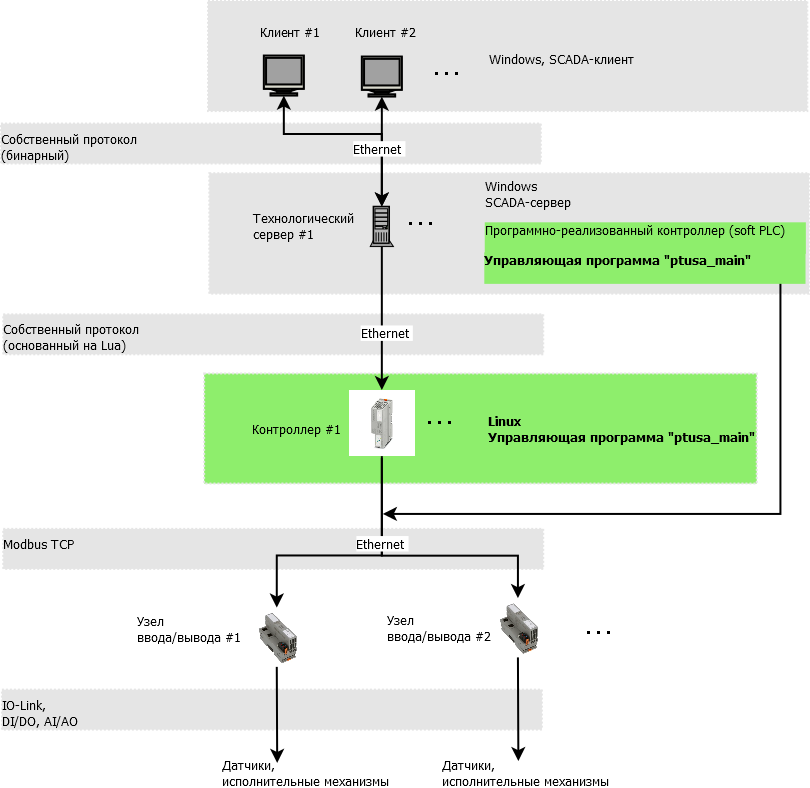 Клиент #1
Клиент #2
...
Windows, SCADA-клиент
Собственный протокол
(бинарный)
Ethernet
Технологический
сервер #1
...
Windows
SCADA-сервер
Программно-реализованный контроллер (soft PLC)
Управляющая программа "ptusa_main"
Собственный протокол
(основанный на Lua)
Ethernet
Контроллер #1
...
Linux
Управляющая программа "ptusa_main"
Modbus TCP
Ethernet
Узел
ввода/вывода #1
Узел
ввода/вывода #2
...
IO-Link,
DI/DO, AI/AO
Датчики,
исполнительные механизмы
Датчики,
исполнительные механизмы